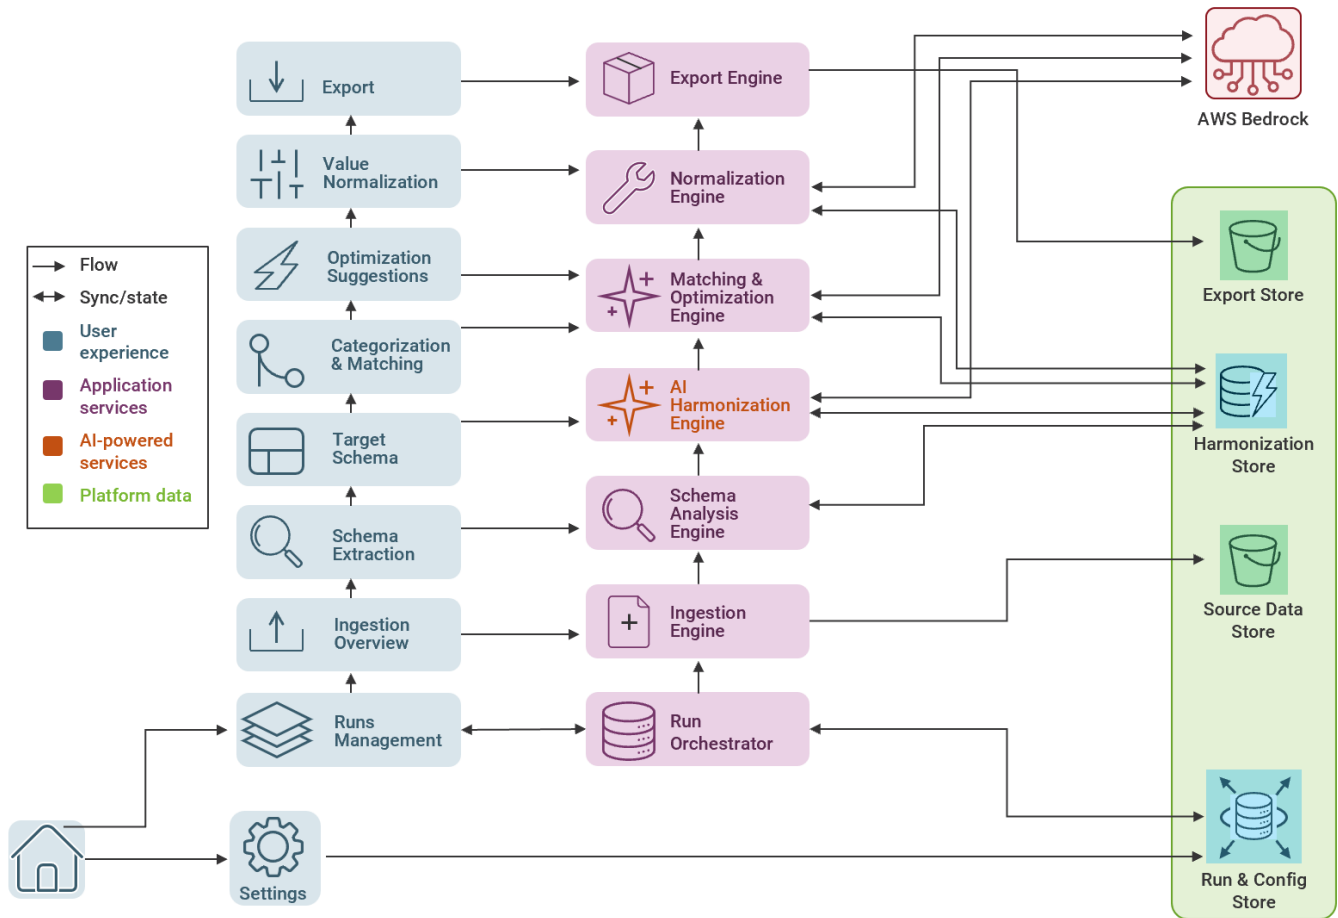 AWS Bedrock
Export
Export Engine
Value
Normalization
Normalization
Engine
Optimization
Suggestions
Matching &
Optimization
Engine
Export Store
Flow
Sync/state
User
experience
Application
services
AI-powered
services
Platform data
Categorization
& Matching
AI
Harmonization
Engine
Harmonization
Store
Target
Schema
Schema
Extraction
Schema
Analysis
Engine
Ingestion
Overview
Ingestion
Engine
Source Data
Store
Runs
Management
Run
Orchestrator
Settings
Run & Config
Store